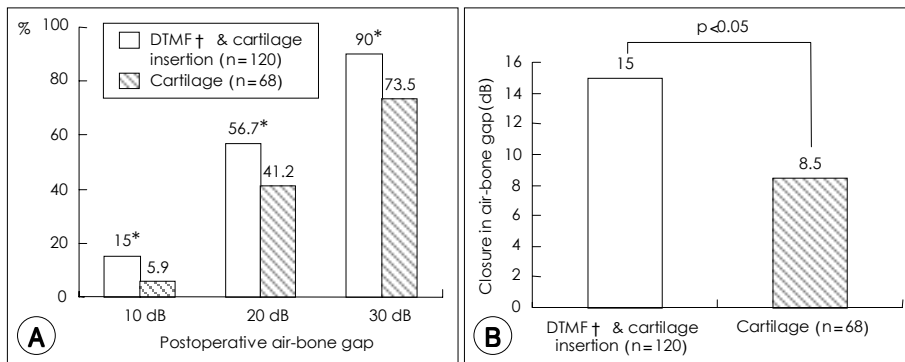 %
100
80
60
40
20
0
DTMF† & cartilage
insertion (n=120)
Cartilage (n=68)
15*
5.9
56.7*
41.2
90*
73.5
10 dB
20 dB
30 dB
Postoperative air-bone gap
A
Closure in air-bone gap(dB)
16
14
12
10
8
6
4
2
0
p<0.05
15
8.5
DTMF† & cartilage
insertion (n=120)
Cartilage (n=68)
B